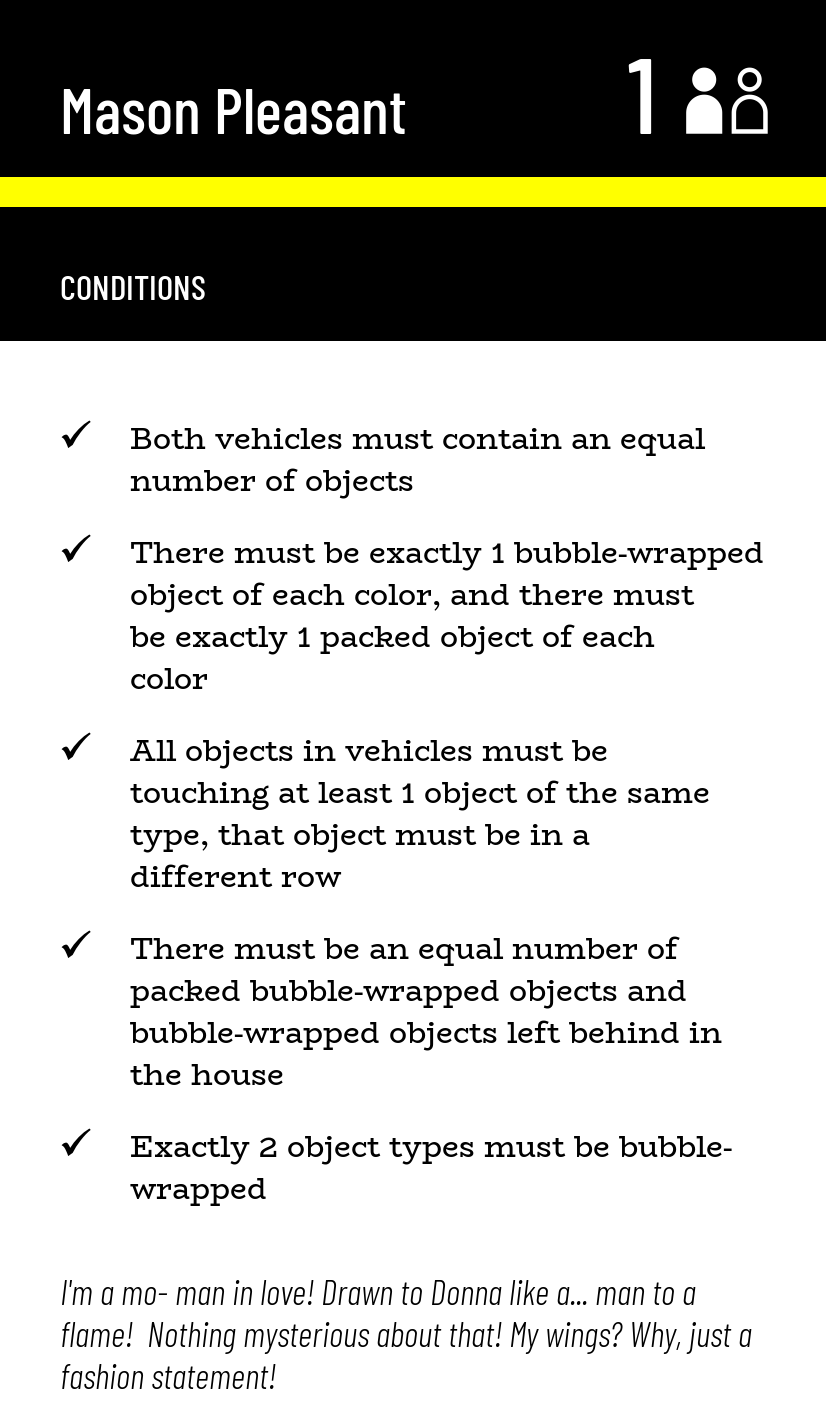 Mason Pleasant
1
CONDITIONS
Both vehicles must contain an equal
number of objects
There must be exactly 1 bubble-wrapped
object of each color, and there must
be exactly 1 packed object of each
color
All objects in vehicles must be
touching at least 1 object of the same
type, that object must be in a
different row
There must be an equal number of
packed bubble-wrapped objects and
bubble-wrapped objects left behind in
the house
Exactly 2 object types must be bubble-
wrapped
I'm a mo- man in love! Drawn to Donna like a... man to a
flame!  Nothing mysterious about that! My wings? Why, just a
fashion statement!